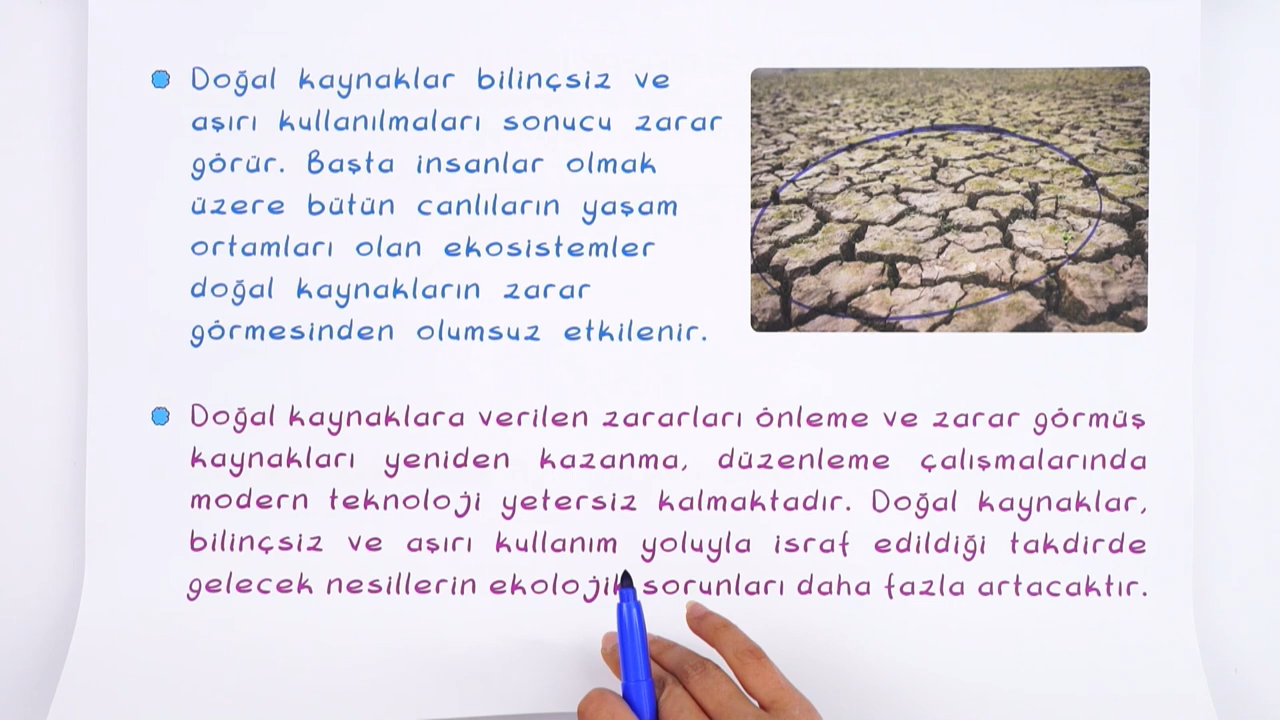 Doğal kaynaklar bilinçsiz ve
aşırı kullanılmaları sonucu zarar
görür. Başta insanlar olmak
üzere bütün canlıların yaşam
ortamları olan ekosistemler
doğal kaynakların zarar
görmesinden olumsuz etkilenir.
Doğal kaynaklara verilen zararları önleme ve zarar görmüş
kaynakları yeniden kazanma, düzenleme çalışmalarında
modern teknoloji yetersiz kalmaktadır. Doğal kaynaklar,
bilinçsiz ve aşırı kullanım yoluyla israf edildiği takdirde
gelecek nesillerin ekolojik sorunları daha fazla artacaktır.